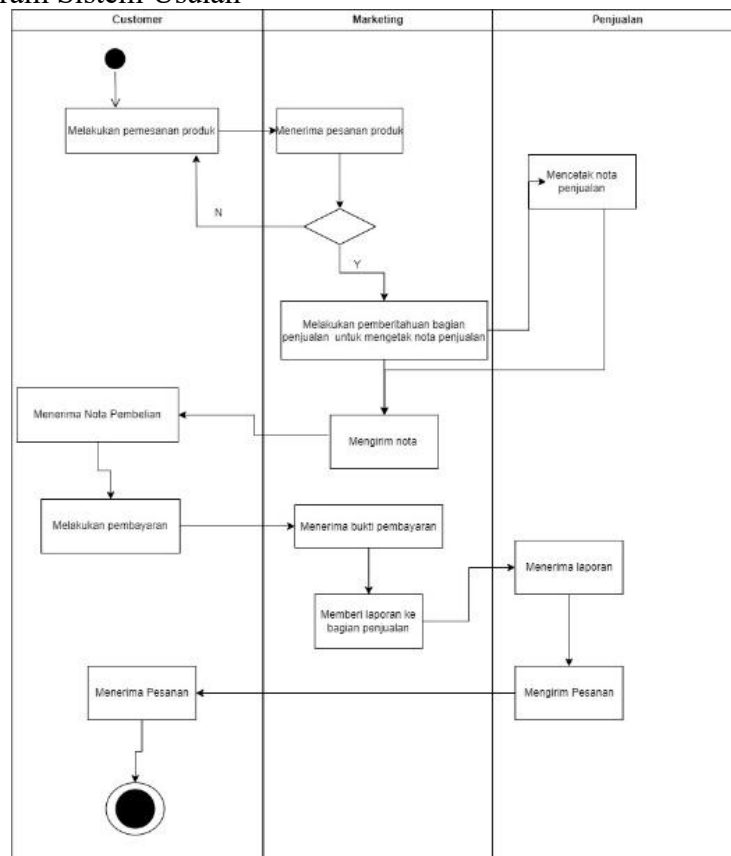 Sistem Usulan
Customer
Marketing
Penjualan
Melakukan pemesanan produk
Menerima pesanan produk
Mencetak nota
penjualan
N
Y
Melakukan pemberitahuan bagian
penjualan untuk mengetak nota penjualan
Menerima Nota Pembelian
Mengirim nota
Melakukan pembayaran
Menerima bukti pembayaran
Menerima laporan
Memberi laporan ke
bagian penjualan
Menerima Pesanan
Mengirim Pesanan